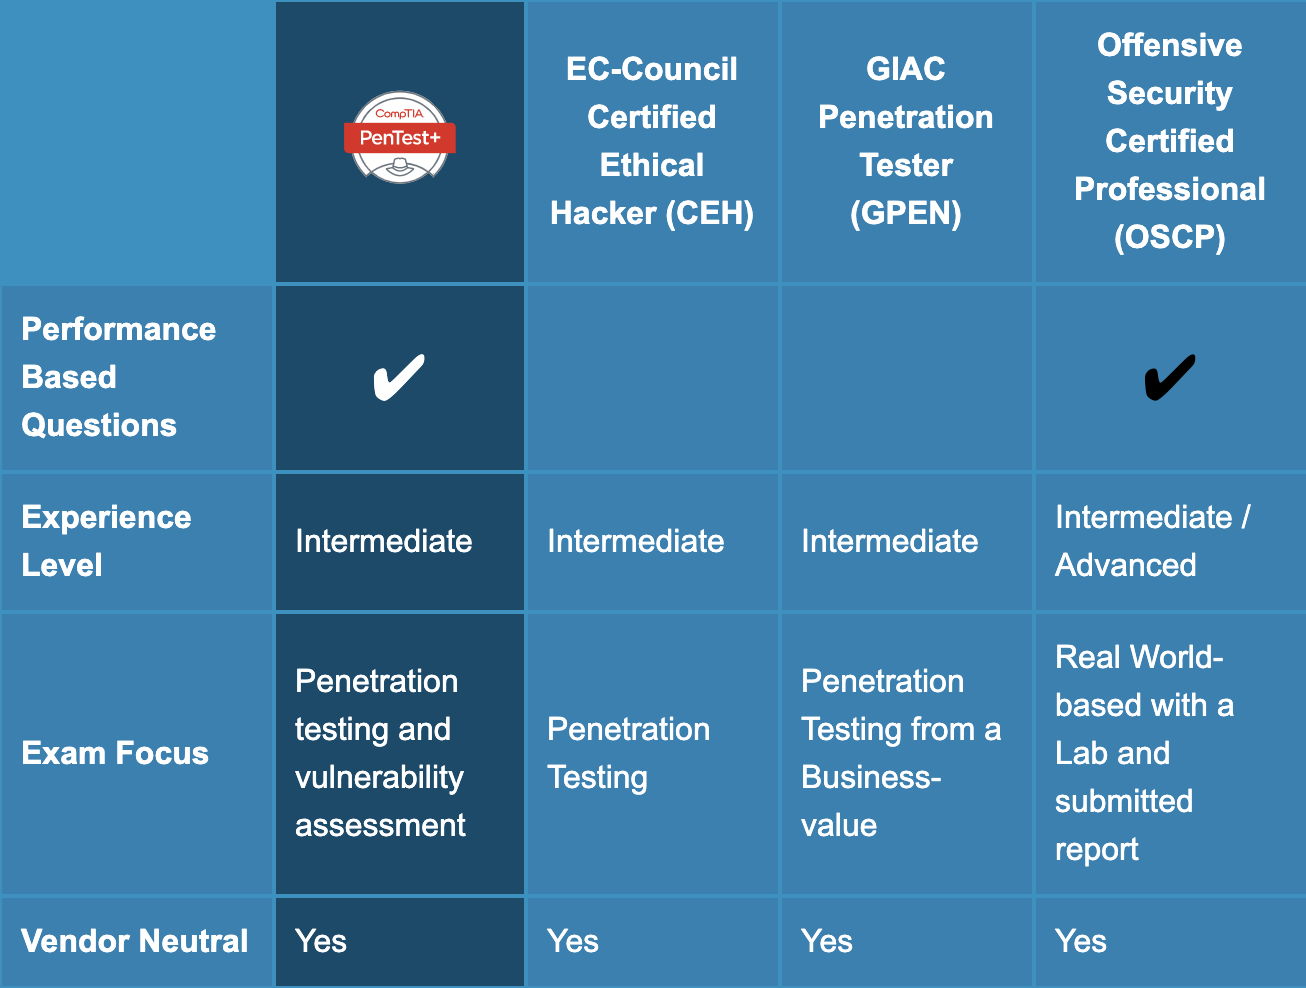 CompTIA
PenTest+
EC-Council
Certified
Ethical
Hacker (CEH)
GIAC
Penetration
Tester
(GPEN)
Offensive
Security
Certified
Professional
(OSCP)
Performance
Based
Questions
✔
✔
Experience
Level
Intermediate
Intermediate
Intermediate
Intermediate /
Advanced
Exam Focus
Penetration
testing and
vulnerability
assessment
Penetration
Testing
Penetration
Testing from a
Business-
value
Real World-
based with a
Lab and
submitted
report
Vendor Neutral
Yes
Yes
Yes
Yes